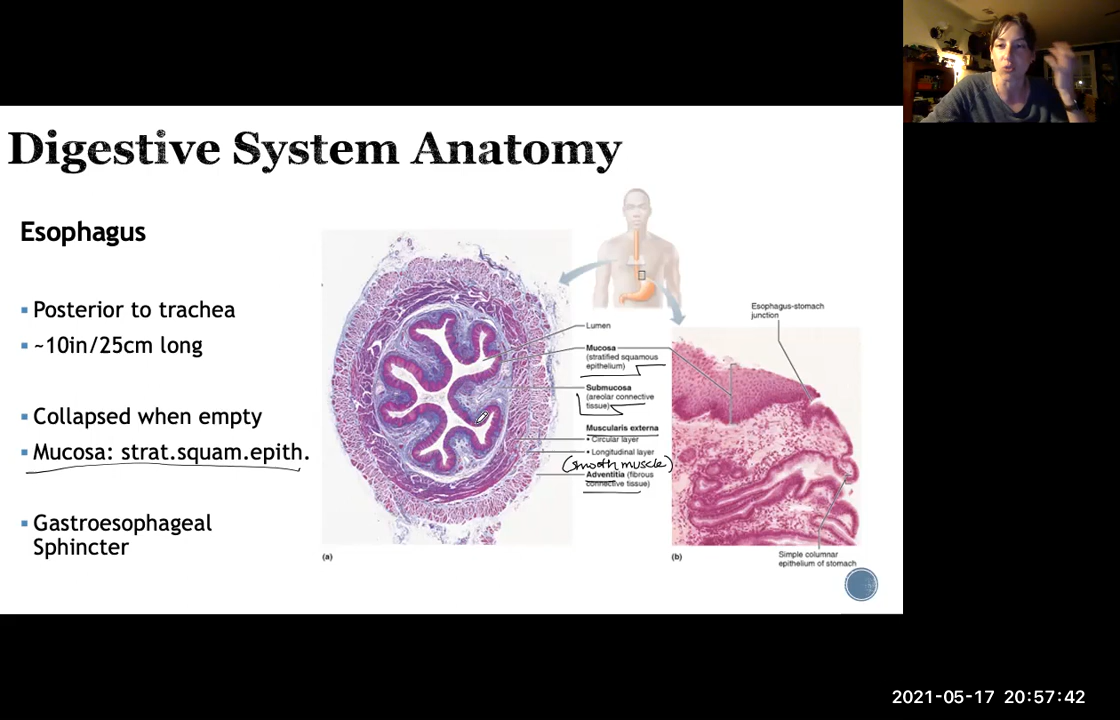 Digestive System Anatomy
Esophagus
Posterior to trachea
~10in/25cm long
Collapsed when empty
Mucosa: strat.squam.epith.
Gastroesophageal
Sphincter
Lumen
Mucosa
(stratified squamous
epithelium)
Submucosa
(areolar connective
tissue)
Muscularis externa
• Circular layer
• Longitudinal layer
(smooth muscle)
Adventitia (fibrous
connective tissue)
(a)
Esophagus-stomach
junction
(b)
Simple columnar
epithelium of stomach
2021-05-17 20:57:42